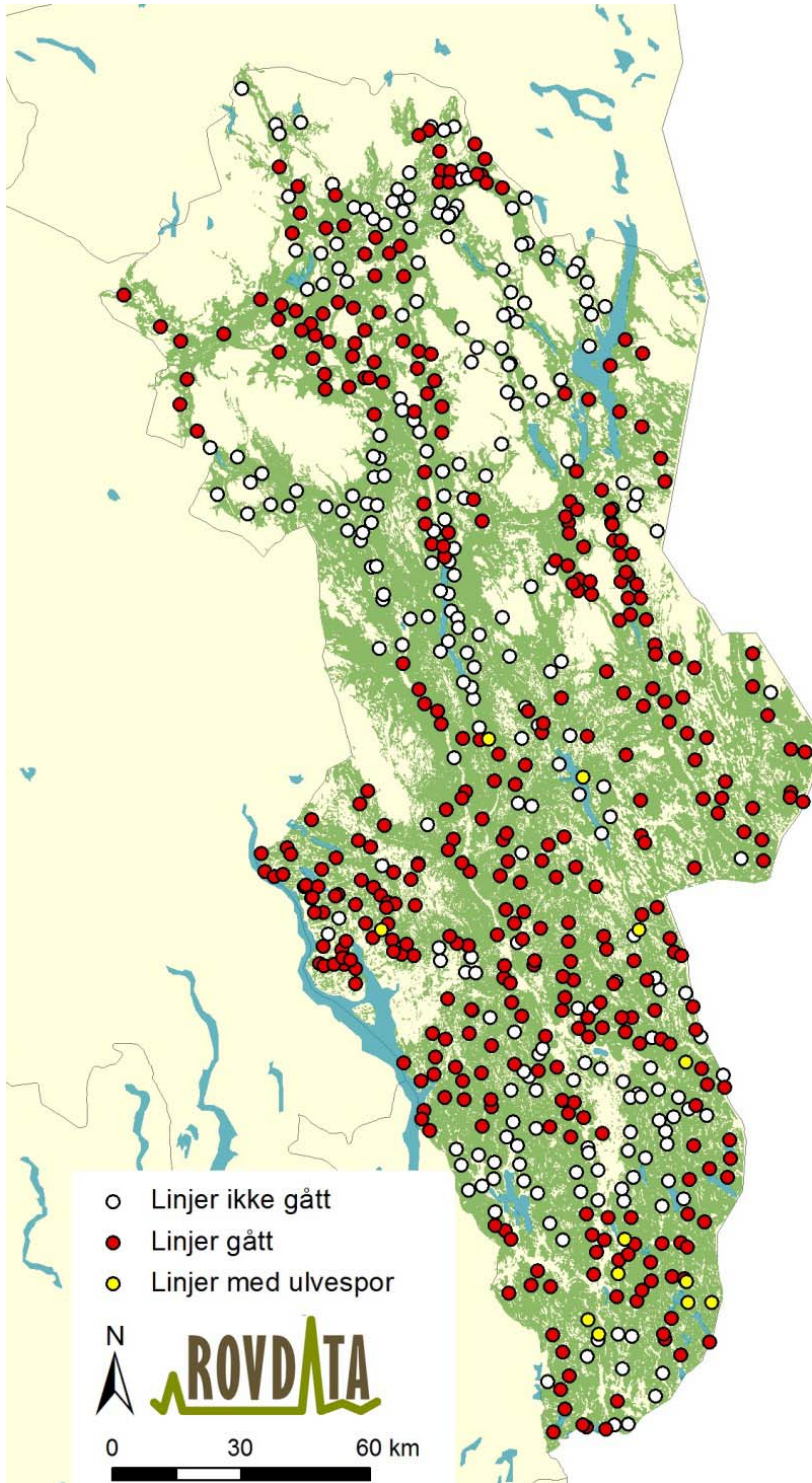 Linjer ikke gått
Linjer gått
Linjer med ulvespor
N
ROVDATA
0 30 60 km